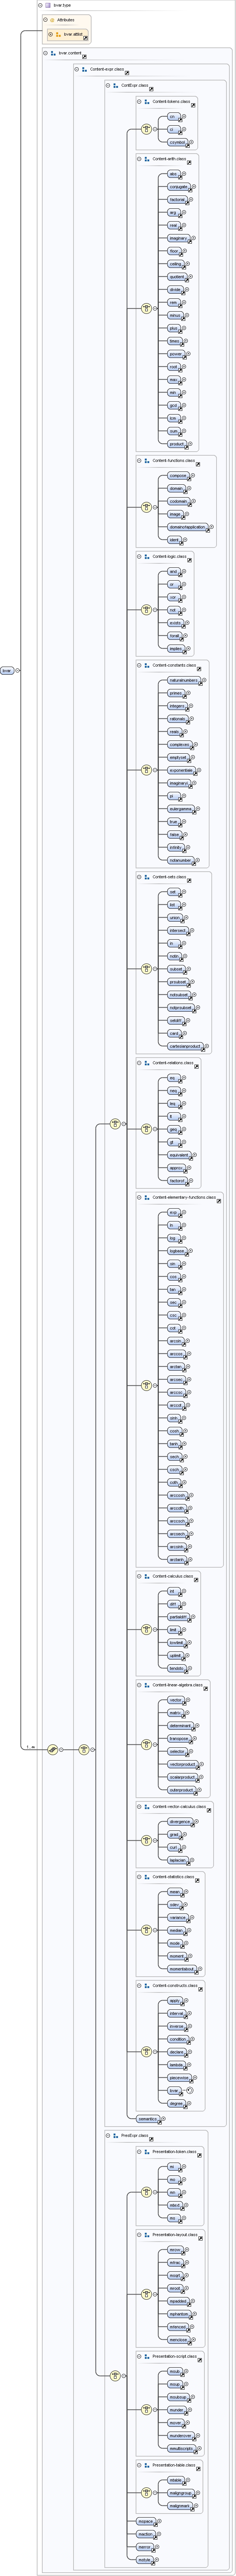 bvar.type
Attributes
bvar.attlist
bvar.content
Content-expr.class
ContExpr.class
Content-tokens.class
cn
ci
csymbol
Content-arith.class
abs
conjugate
factorial
arg
real
imaginary
floor
ceiling
quotient
divide
rem
minus
plus
times
power
root
max
min
gcd
lcm
sum
product
Content-functions.class
compose
domain
codomain
image
domainofapplication
ident
Content-logic.class
and
or
xor
not
exists
forall
implies
Content-constants.class
naturalnumbers
primes
integers
rationals
reals
complexes
emptyset
exponentiale
imaginaryi
pi
eulergamma
true
false
infinity
notanumber
bvar
Content-sets.class
set
list
union
intersect
in
notin
subset
prsubset
notsubset
notprsubset
setdiff
card
cartesianproduct
Content-relations.class
eq
neq
leq
lt
geq
gt
equivalent
approx
factorof
Content-elementary-functions.class
exp
ln
log
logbase
sin
cos
tan
sec
csc
cot
arcsin
arccos
arctan
arcsec
arccsc
arccot
sinh
cosh
tanh
sech
csch
coth
arccosh
arccoth
arccsch
arcsech
arcsinh
arctanh
Content-calculus.class
int
diff
partialdiff
limit
lowlimit
uplimit
tendsto
Content-linear-algebra.class
vector
matrix
determinant
transpose
selector
vectorproduct
scalarproduct
outerproduct
1..∞
Content-vector-calculus.class
divergence
grad
curl
laplacian
Content-statistics.class
mean
sdev
variance
median
mode
moment
momentabout
Content-constructs.class
apply
interval
inverse
condition
declare
lambda
piecewise
bvar
degree
semantics
PresExpr.class
Presentation-token.class
mi
mo
mn
mtext
ms
Presentation-layout.class
mrow
mfrac
msqrt
mroot
mpadded
mphantom
mfenced
menclose
Presentation-script.class
msub
msup
msubsup
munder
mover
munderover
mmultiscripts
Presentation-table.class
mtable
maligngroup
malignmark
mspace
maction
merror
mstyle